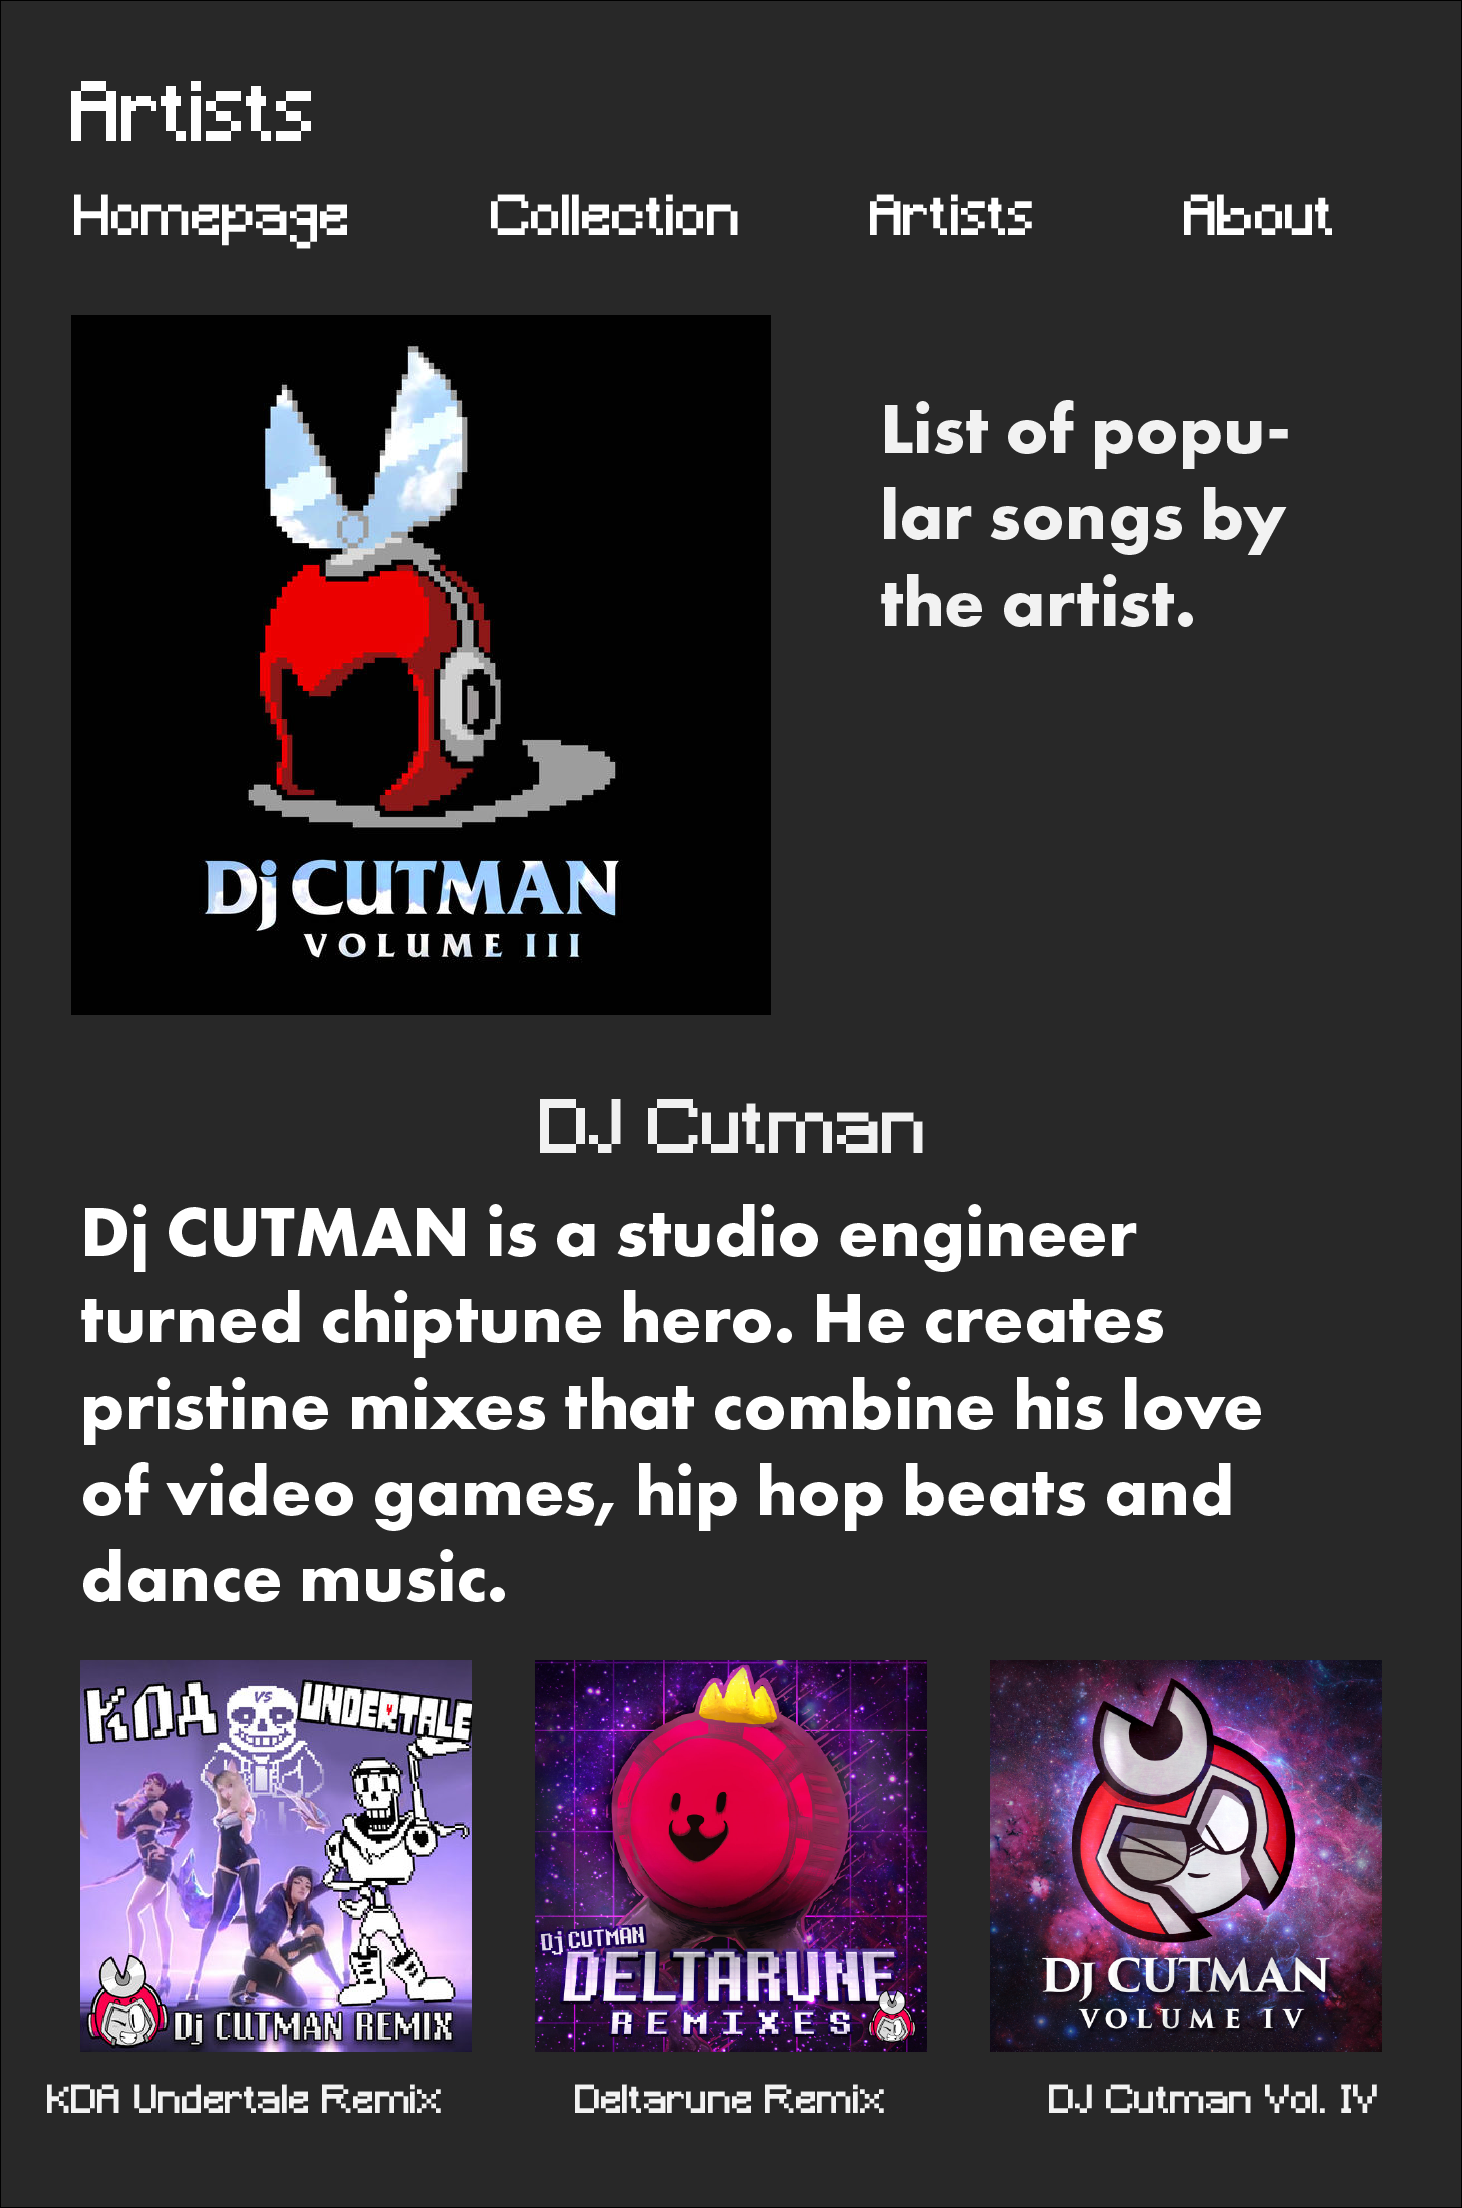 Artists
Homepage Collection Artists About
List of popu-
lar songs by
the artist.
Dj CUTMAN
VOLUME III
DJ Cutman
Dj CUTMAN is a studio engineer
turned chiptune hero. He creates
pristine mixes that combine his love
of video games, hip hop beats and
dance music.
KDA VS UNDERTALE
Dj CUTMAN REMIX
Dj CUTMAN
DELTARUNE
REMIXES
Dj CUTMAN
VOLUME IV
KDA Undertale Remix
Deltarune Remix
DJ Cutman Vol. IV